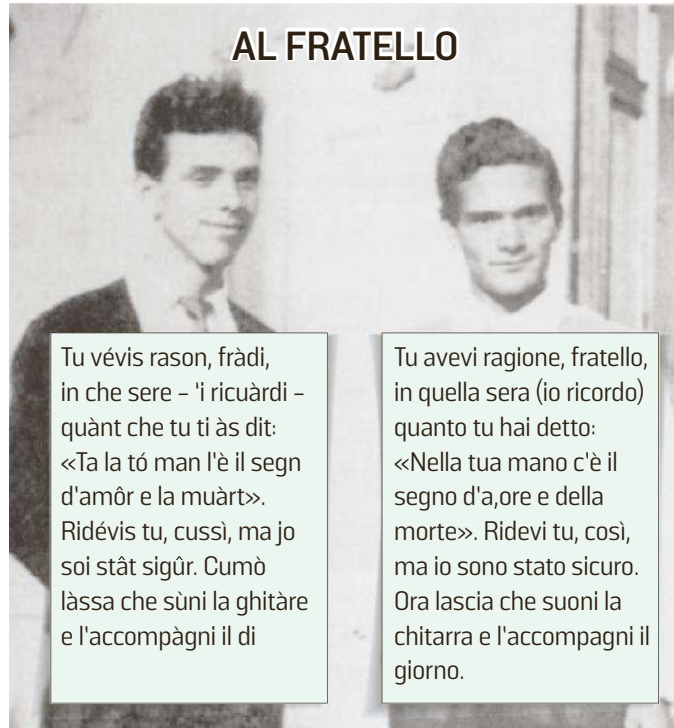 AL FRATELLO
Tu vévis rason, fràdi,
in che sere – 'i ricuàrdi –
quànt che tu ti às dit:
«Ta la tó man l'è il segn
d'amôr e la muàrt».
Ridévis tu, cussì, ma jo
soi stât sigûr. Cumò
làssa che sùni la ghitàre
e l'accompàgni il di
Tu avevi ragione, fratello,
in quella sera (io ricordo)
quanto tu hai detto:
«Nella tua mano c'è il
segno d'a,ore e della
morte». Ridevi tu, così,
ma io sono stato sicuro.
Ora lascia che suoni la
chitarra e l'accompagni il
giorno.